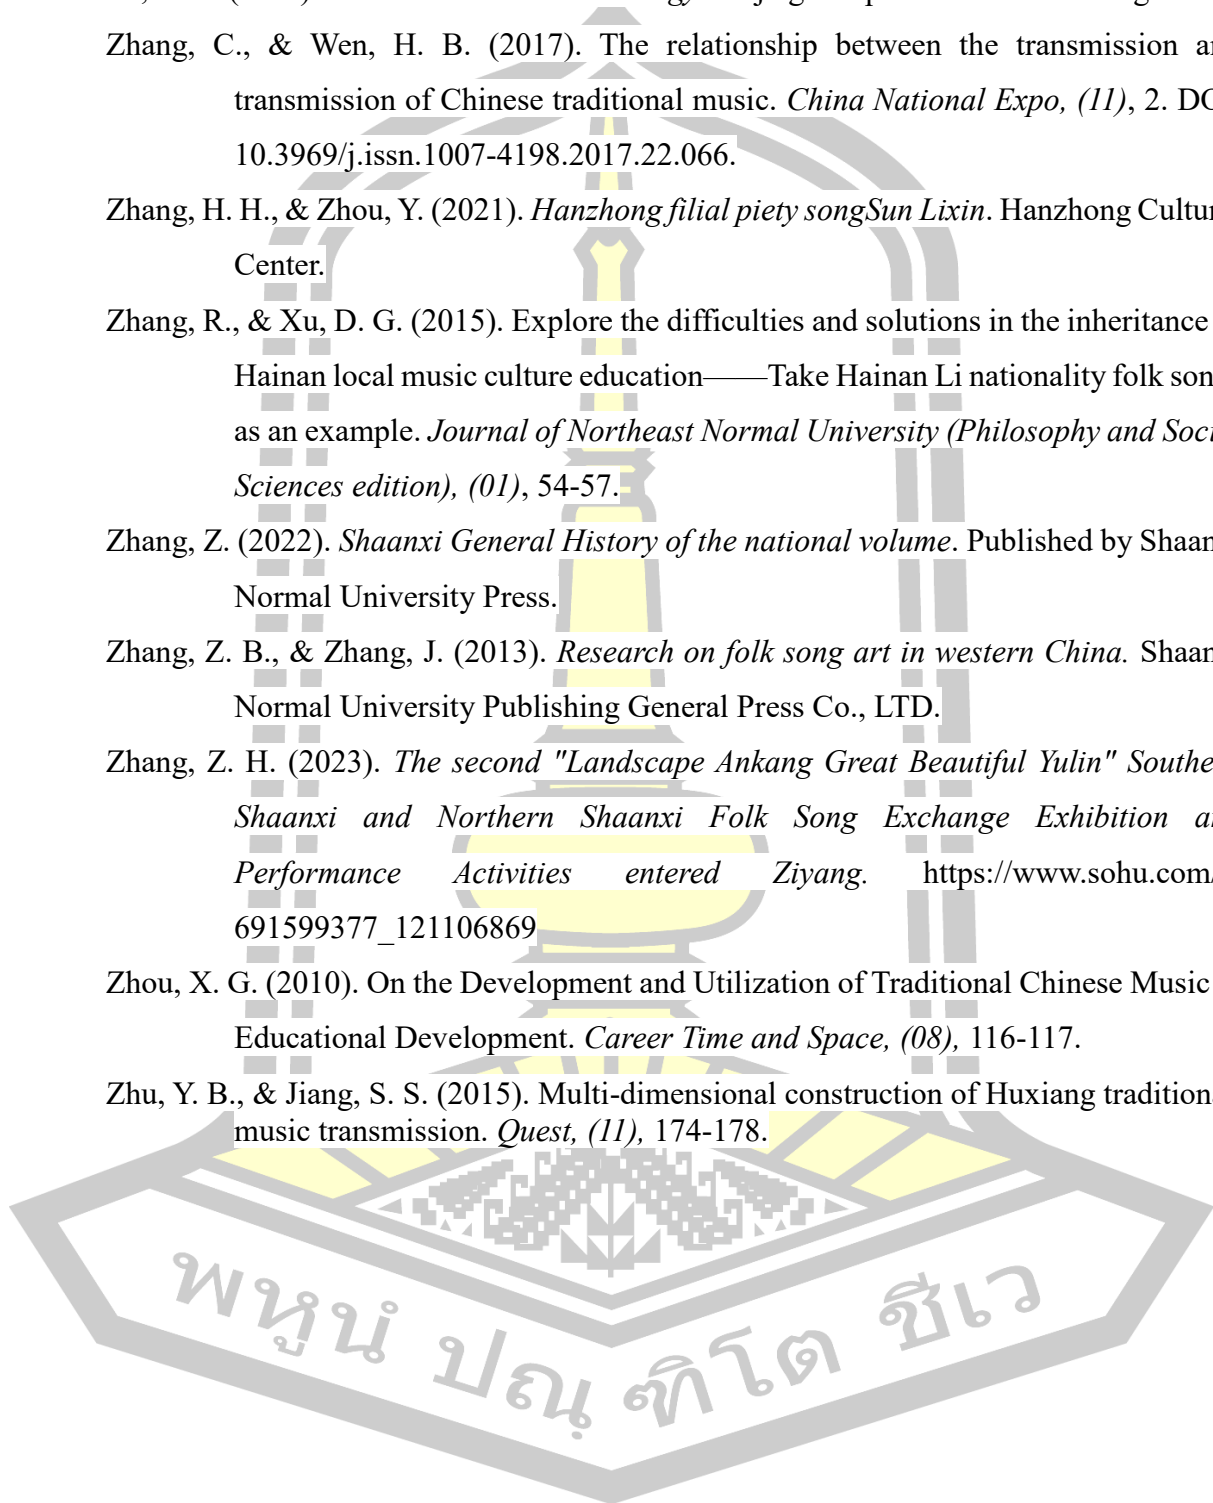 Zhang, C., & Wen, H. B. (2017). The relationship between the transmission
transmission of Chinese traditional music. China National Expo, (11), 2.
10.3969/j.issn.1007-4198.2017.22.066.
Zhang, H. H., & Zhou, Y. (2021). Hanzhong filial piety songSun Lixin. Hanzhong
Center.
Zhang, R., & Xu, D. G. (2015). Explore the difficulties and solutions in the inheritance
Hainan local music culture education——Take Hainan Li nationality folk
as an example. Journal of Northeast Normal University (Philosophy and
Sciences edition), (01), 54-57.
Zhang, Z. (2022). Shaanxi General History of the national volume. Published by
Normal University Press.
Zhang, Z. B., & Zhang, J. (2013). Research on folk song art in western China.
Normal University Publishing General Press Co., LTD.
Zhang, Z. H. (2023). The second "Landscape Ankang Great Beautiful Yulin"
Shaanxi and Northern Shaanxi Folk Song Exchange Exhibition
Performance Activities entered Ziyang. https://www.sohu.com/
691599377_121106869
Zhou, X. G. (2010). On the Development and Utilization of Traditional Chinese Music
Educational Development. Career Time and Space, (08), 116-117.
Zhu, Y. B., & Jiang, S. S. (2015). Multi-dimensional construction of Huxiang
music transmission. Quest, (11), 174-178.
พหูนํ ปณฺฑิโต ชีเว